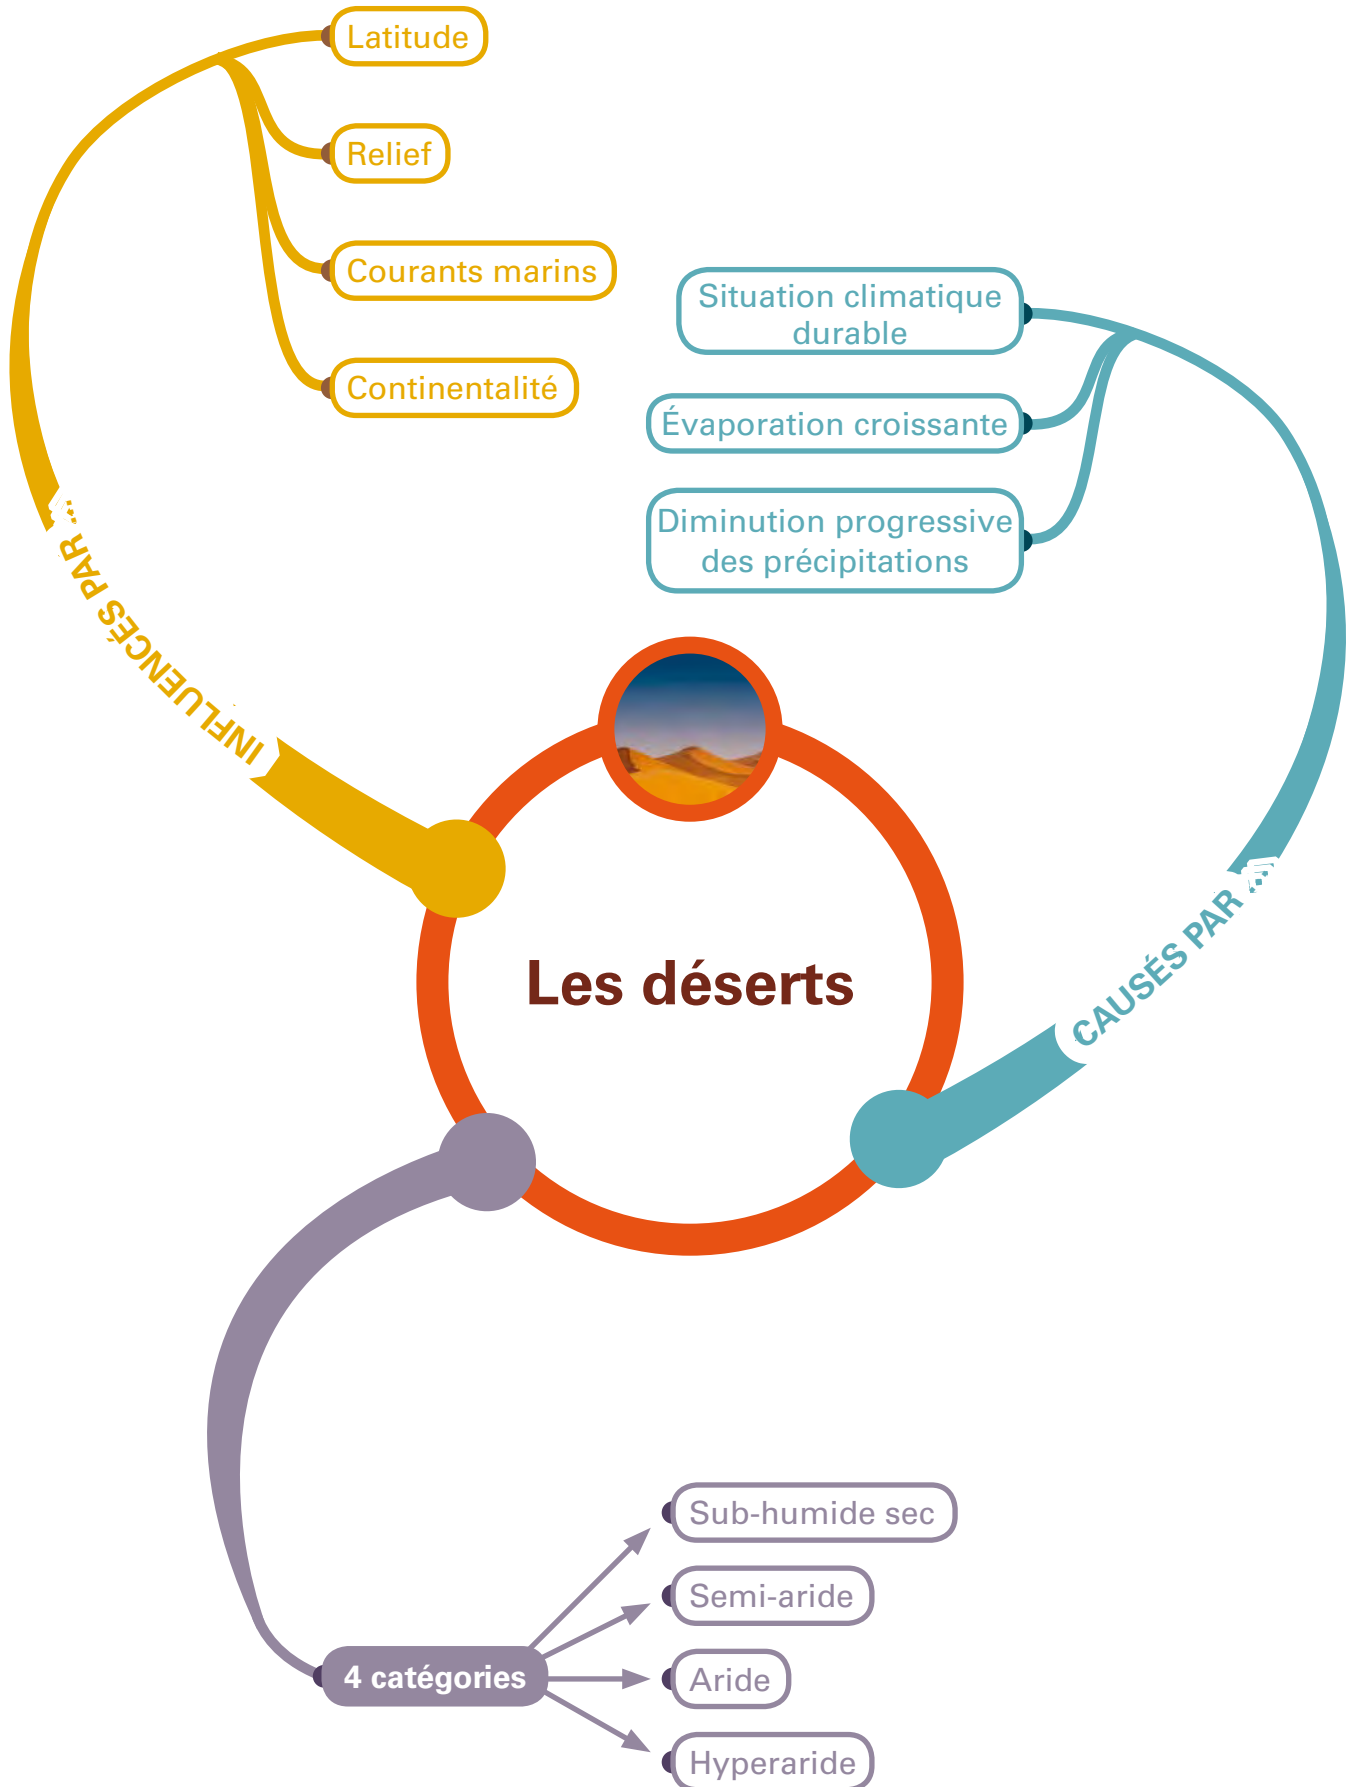 Latitude
Relief
Courants marins
Continentalité
INFLUENCÉS PAR...
Situation climatique
durable
Évaporation croissante
Diminution progressive
des précipitations
CAUSÉS PAR...
Les déserts
4 catégories
Sub-humide sec
Semi-aride
Aride
Hyperaride